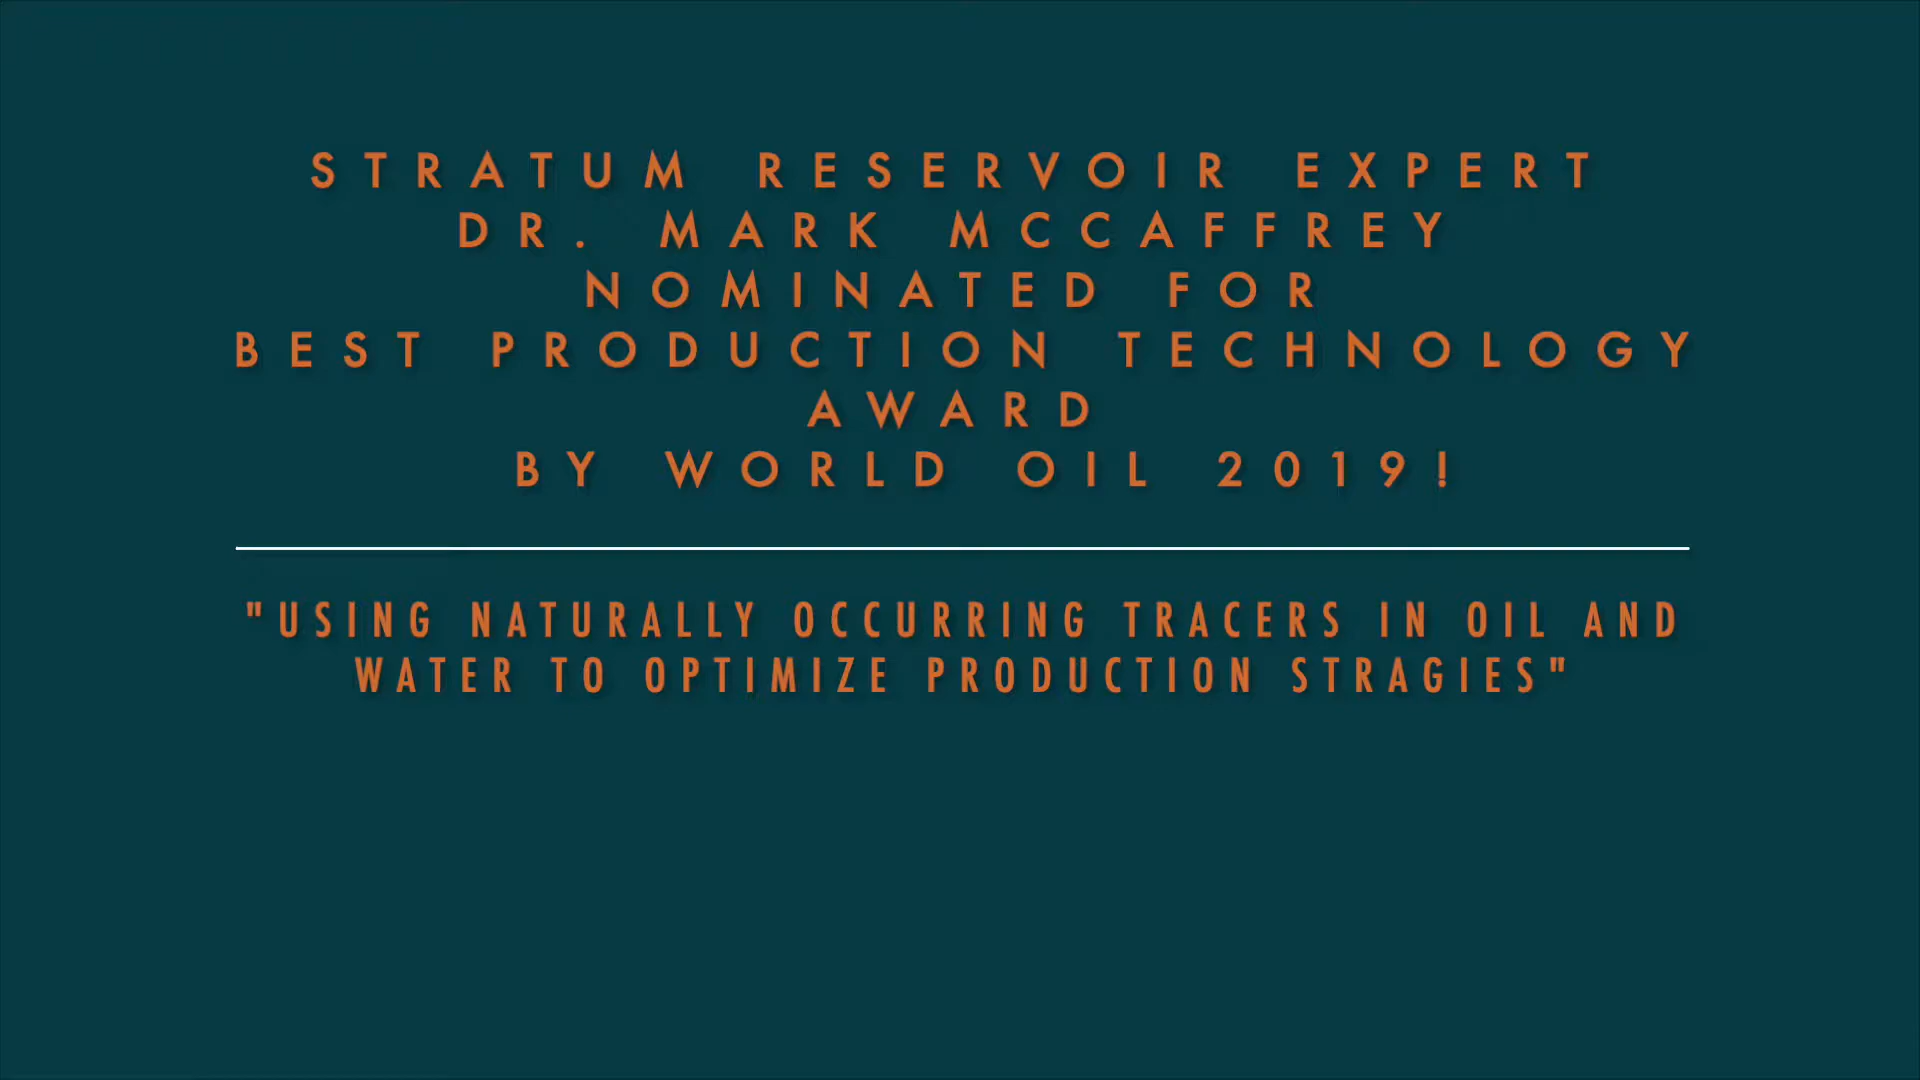 STRATUM RESERVOIR EXPERT
DR. MARK MCCAFFREY
NOMINATED FOR
BEST PRODUCTION TECHNOLOGY
AWARD
BY WORLD OIL 2019!
"USING NATURALLY OCCURRING TRACERS IN OIL AND
WATER TO OPTIMIZE PRODUCTION STRAGIES"